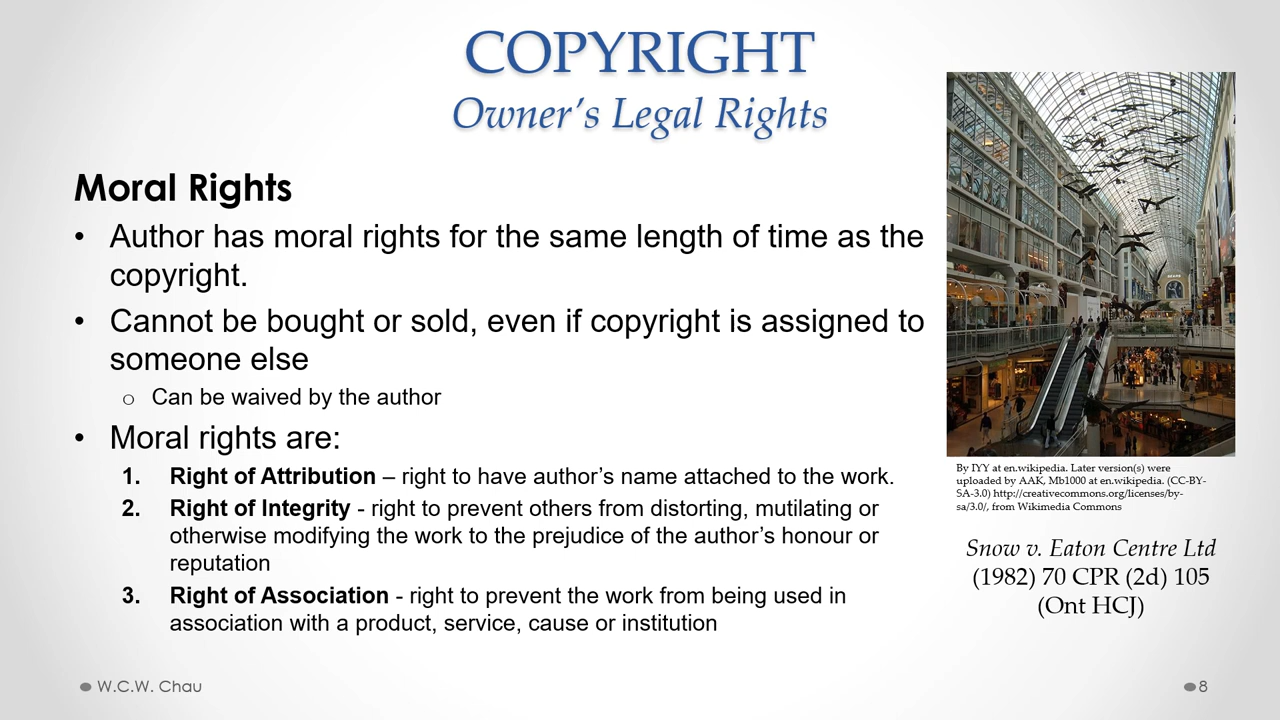 COPYRIGHT
Owner’s Legal Rights
Moral Rights
• Author has moral rights for the same length of time as the
copyright.
• Cannot be bought or sold, even if copyright is assigned to
someone else
o Can be waived by the author
• Moral rights are:
1. Right of Attribution – right to have author’s name attached to the work.
2. Right of Integrity - right to prevent others from distorting, mutilating or
otherwise modifying the work to the prejudice of the author’s honour or
reputation
3. Right of Association - right to prevent the work from being used in
association with a product, service, cause or institution
By IYY at en.wikipedia. Later version(s) were
uploaded by AAK, Mb1000 at en.wikipedia. (CC-BY-
SA-3.0) http://creativecommons.org/licenses/by-
sa/3.0/, from Wikimedia Commons
Snow v. Eaton Centre Ltd
(1982) 70 CPR (2d) 105
(Ont HCJ)
W.C.W. Chau
8